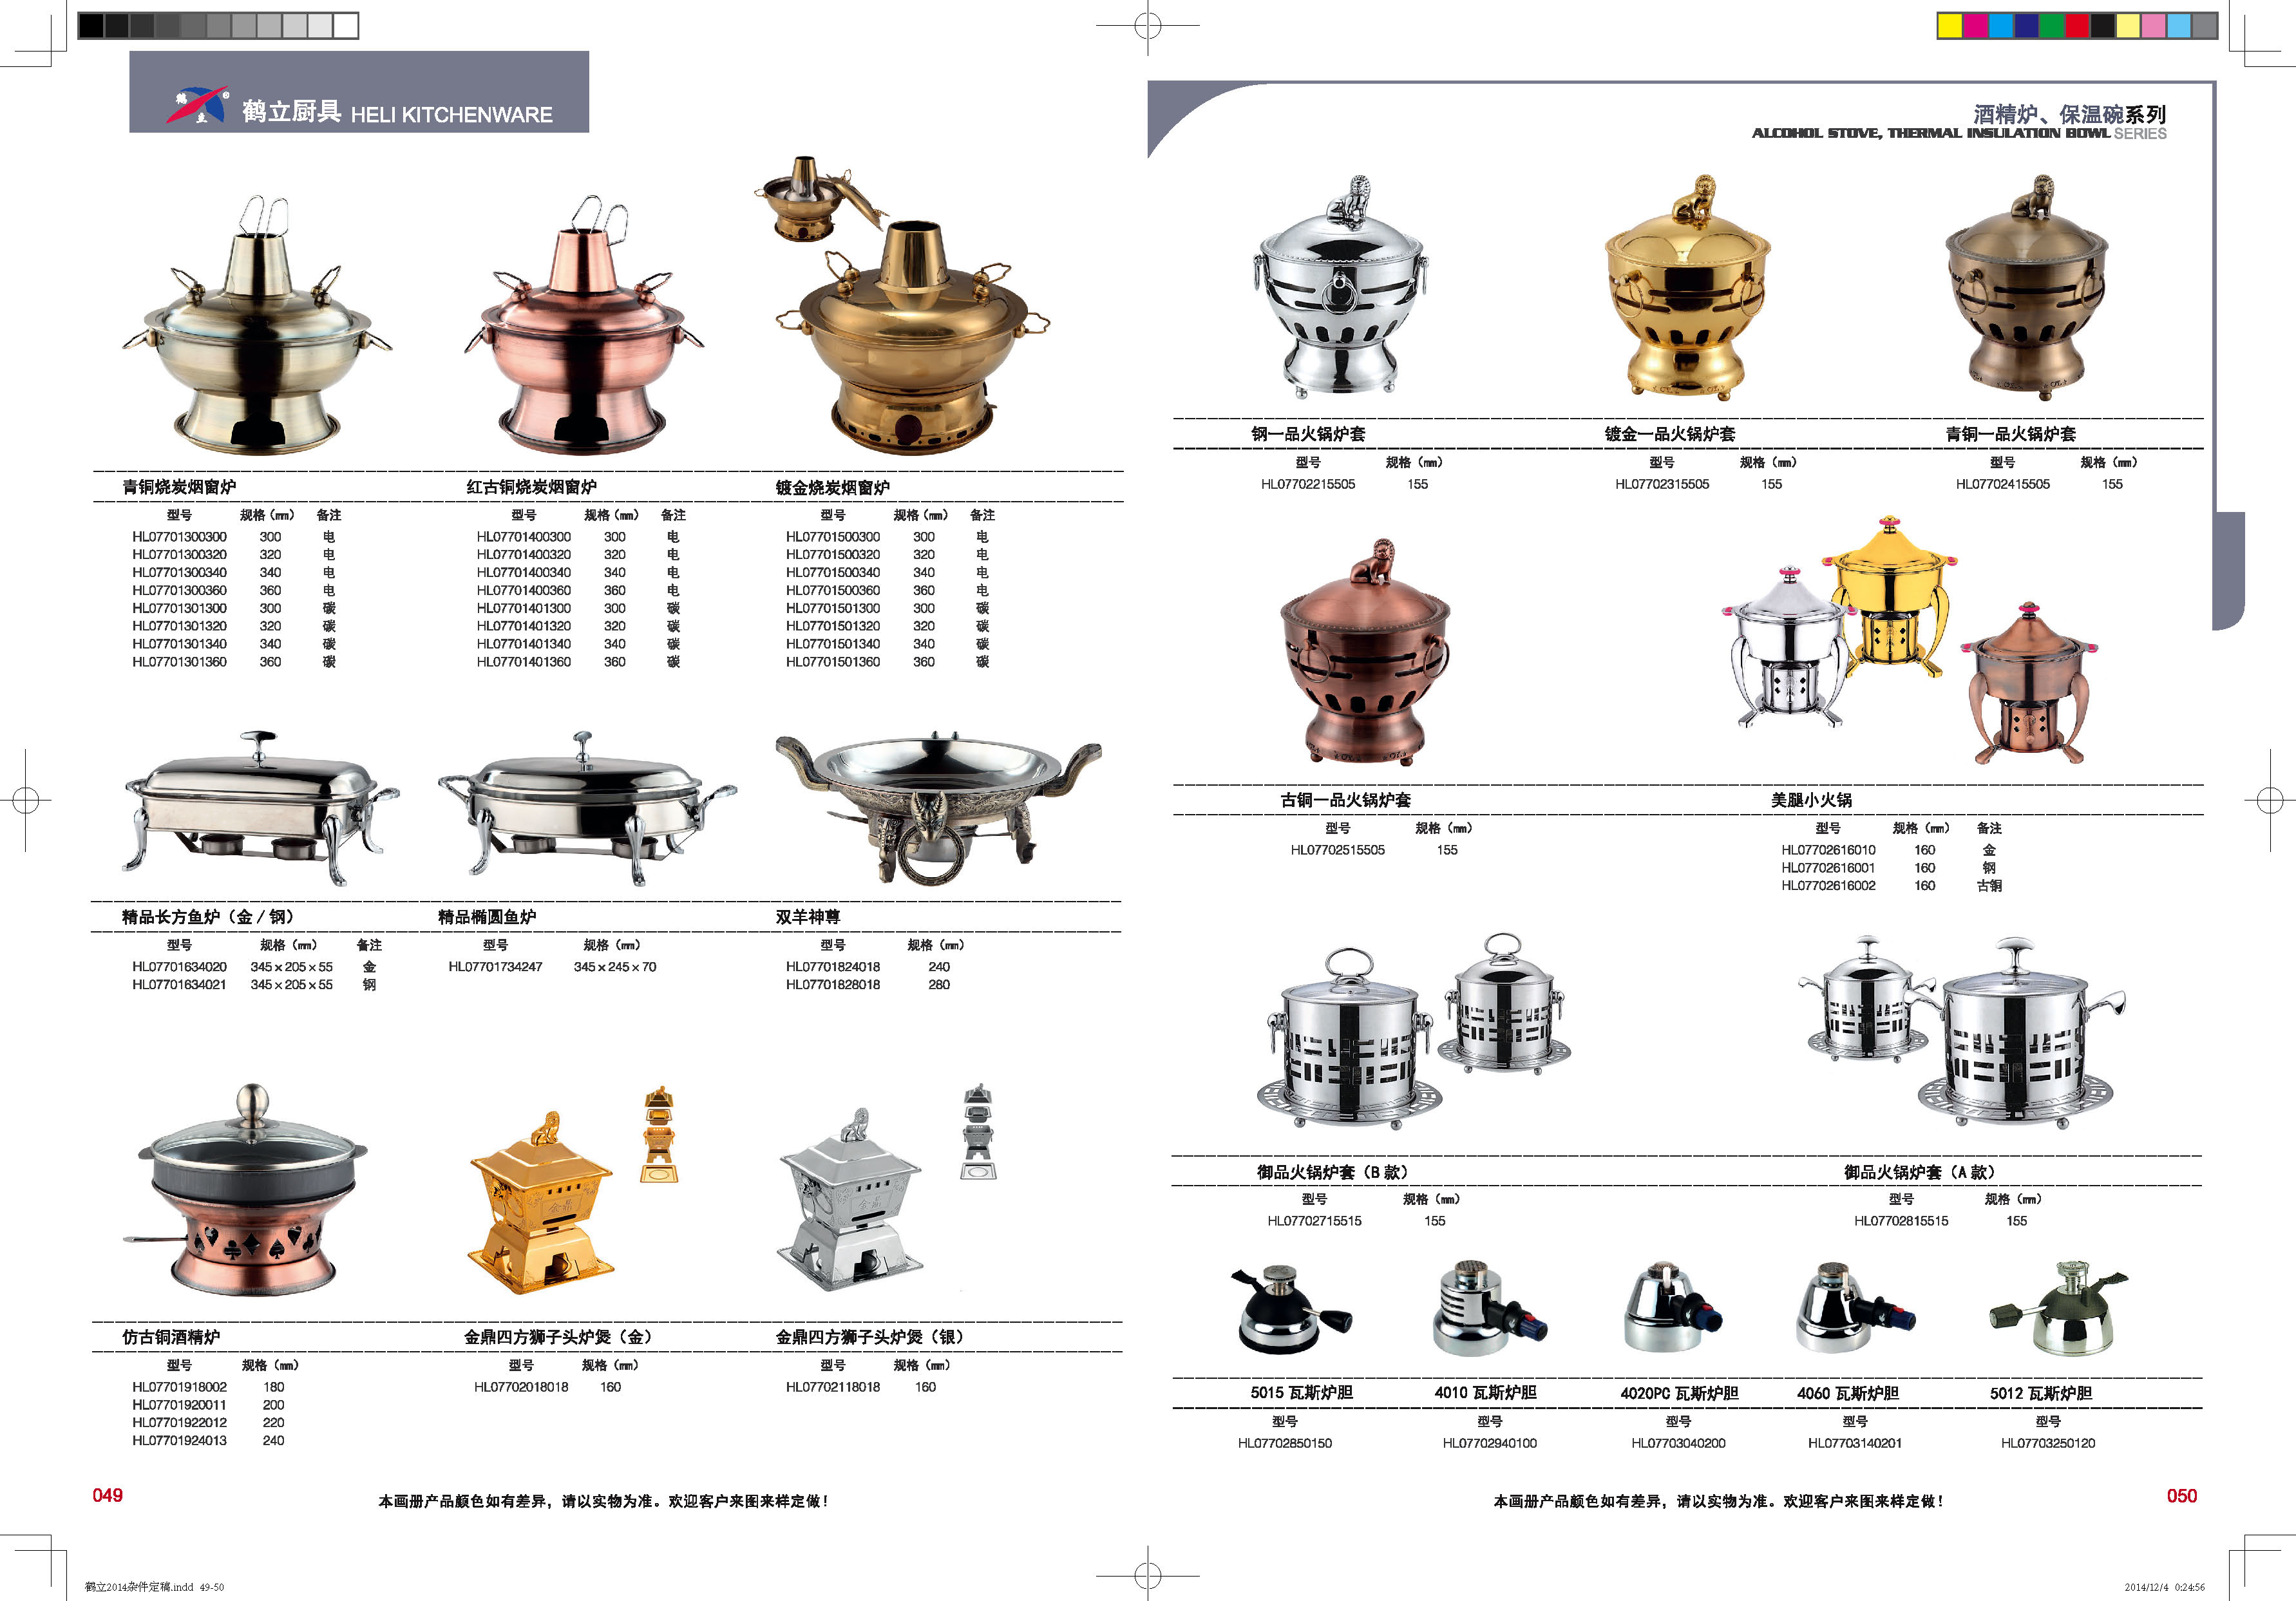 鹤立
鹤立厨具 HELI KITCHENWARE
青铜烧炭烟窗炉
型号 规格（mm） 备注
HL07701300300 300 电
HL07701300320 320 电
HL07701300340 340 电
HL07701300360 360 电
HL07701301300 300 碳
HL07701301320 320 碳
HL07701301340 340 碳
HL07701301360 360 碳
红古铜烧炭烟窗炉
型号 规格（mm） 备注
HL07701400300 300 电
HL07701400320 320 电
HL07701400340 340 电
HL07701400360 360 电
HL07701401300 300 碳
HL07701401320 320 碳
HL07701401340 340 碳
HL07701401360 360 碳
镀金烧炭烟窗炉
型号 规格（mm） 备注
HL07701500300 300 电
HL07701500320 320 电
HL07701500340 340 电
HL07701500360 360 电
HL07701501300 300 碳
HL07701501320 320 碳
HL07701501340 340 碳
HL07701501360 360 碳
精品长方鱼炉（金／钢）
型号 规格（mm） 备注
HL07701634020 345×205×55 金
HL07701634021 345×205×55 钢
精品椭圆鱼炉
型号 规格（mm）
HL07701734247 345×245×70
双羊神尊
型号 规格（mm）
HL07701824018 240
HL07701828018 280
仿古铜酒精炉
型号 规格（mm）
HL07701918002 180
HL07701920011 200
HL07701922012 220
HL07701924013 240
金鼎四方狮子头炉煲（金）
型号 规格（mm）
HL07702018018 160
金鼎四方狮子头炉煲（银）
型号 规格（mm）
HL07702118018 160
049
本画册产品颜色如有差异，请以实物为准。欢迎客户来图来样定做！
酒精炉、保温碗系列
ALCOHOL STOVE, THERMAL INSULATION BOWL SERIES
钢一品火锅炉套
型号 规格（mm）
HL07702215505 155
镀金一品火锅炉套
型号 规格（mm）
HL07702315505 155
青铜一品火锅炉套
型号 规格（mm）
HL07702415505 155
古铜一品火锅炉套
型号 规格（mm）
HL07702515505 155
美腿小火锅
型号 规格（mm） 备注
HL07702616010 160 金
HL07702616001 160 钢
HL07702616002 160 古铜
御品火锅炉套（B 款）
型号 规格（mm）
HL07702715515 155
御品火锅炉套（A 款）
型号 规格（mm）
HL07702815515 155
5015 瓦斯炉胆
型号
HL07702850150
4010 瓦斯炉胆
型号
HL07702940100
4020PC 瓦斯炉胆
型号
HL07703040200
4060 瓦斯炉胆
型号
HL07703140201
5012 瓦斯炉胆
型号
HL07703250120
本画册产品颜色如有差异，请以实物为准。欢迎客户来图来样定做！
050
鹤立2014杂件定稿.indd 49-50
2014/12/4 0:24:56